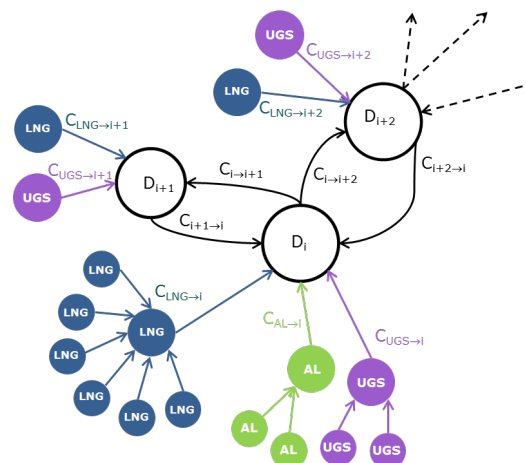 UGS
C_UGS→i+2
LNG
C_LNG→i+2
D_i+2
LNG
C_LNG→i+1
UGS
C_UGS→i+1
D_i+1
C_i→i+1
C_i→i+2
C_i+2→i
C_i+1→i
D_i
LNG
C_LNG→i
LNG
LNG
LNG
LNG
LNG
LNG
LNG
C_AL→i
AL
AL
AL
C_UGS→i
UGS
UGS
UGS